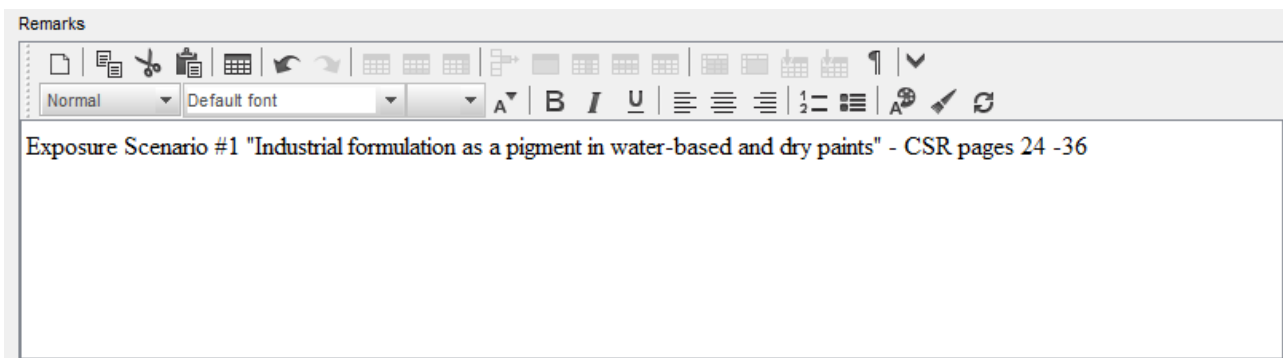 Remarks
Normal Default font
Exposure Scenario #1 "Industrial formulation as a pigment in water-based and dry paints" - CSR pages 24 -36